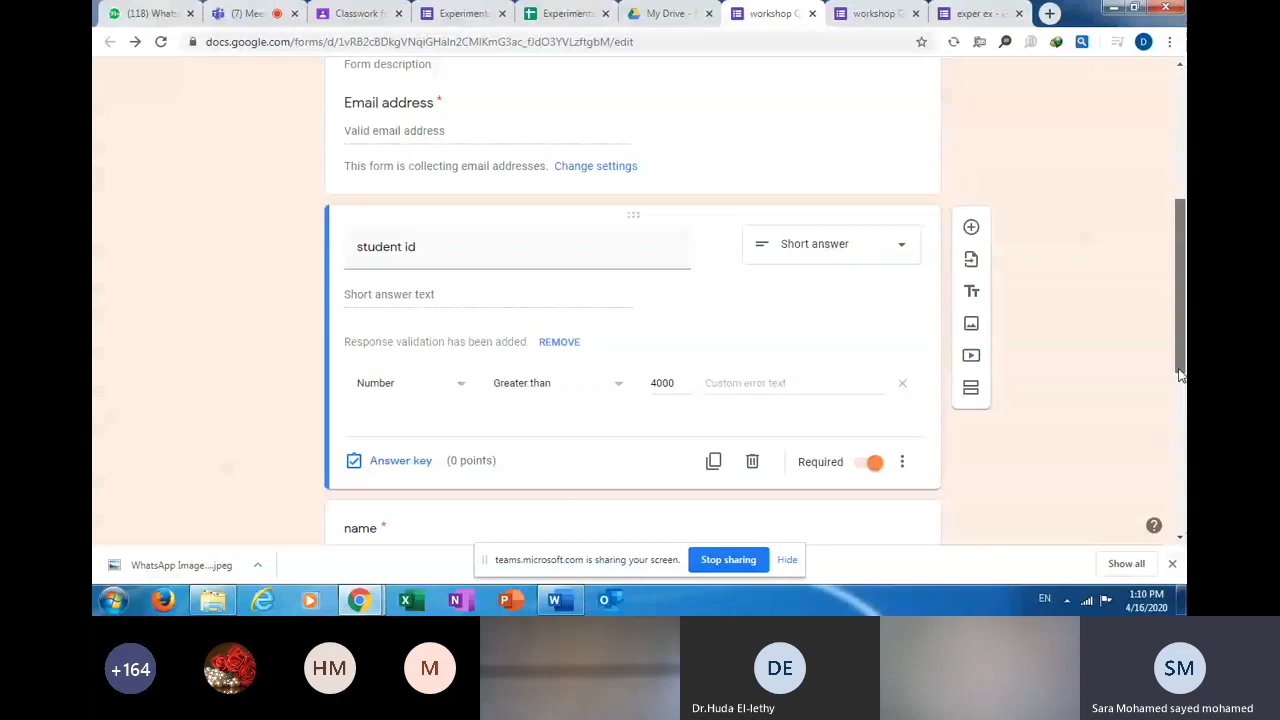 (118) Whats
(7) Mee
Classwork f
Experimen
Experiments
My Drive -
workshop Q
workshop
exper ex - e
docs.google.com/forms/d/1vBI2cBDkgVhtqiGHaIn2CMIKmG3ac_fJdO3YVLzftgbM/edit
D
Form description
Email address *
Valid email address
This form is collecting email addresses. Change settings
student id
Short answer
Short answer text
Response validation has been added. REMOVE
Number
Greater than
4000
Custom error text
Answer key (0 points)
Required
name *
teams.microsoft.com is sharing your screen.
Stop sharing
Hide
WhatsApp Image....jpeg
Show all
EN
1:10 PM
4/16/2020
+164
HM
M
DE
SM
Dr.Huda El-lethy
Sara Mohamed sayed mohamed